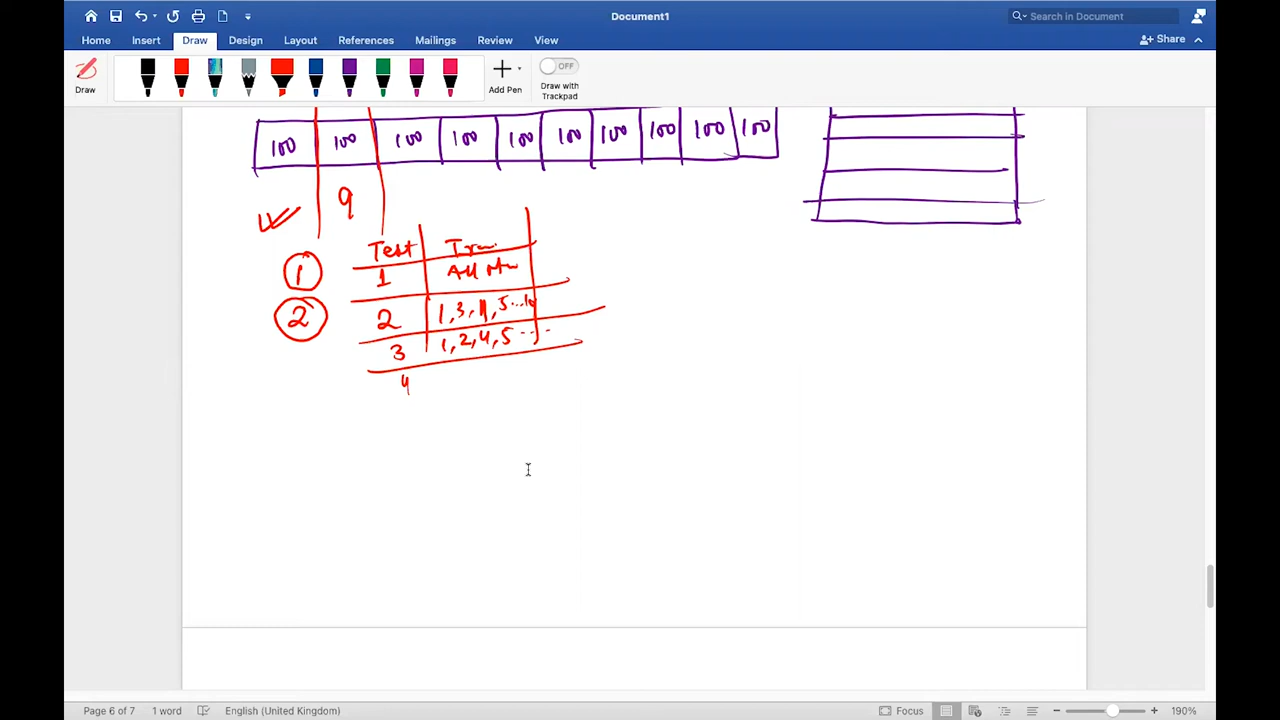 Document1
Search in Document
Home Insert Draw Design Layout References Mailings Review View
Share
Draw
Add Pen
OFF
Draw with
Trackpad
100 100 100 100 100 100 100 100 100 100
9
Test
1 1 All
2 2 1,3,4,5...10
3 1,2,4,5....
4
Page 6 of 7 1 word English (United Kingdom) Focus 190%